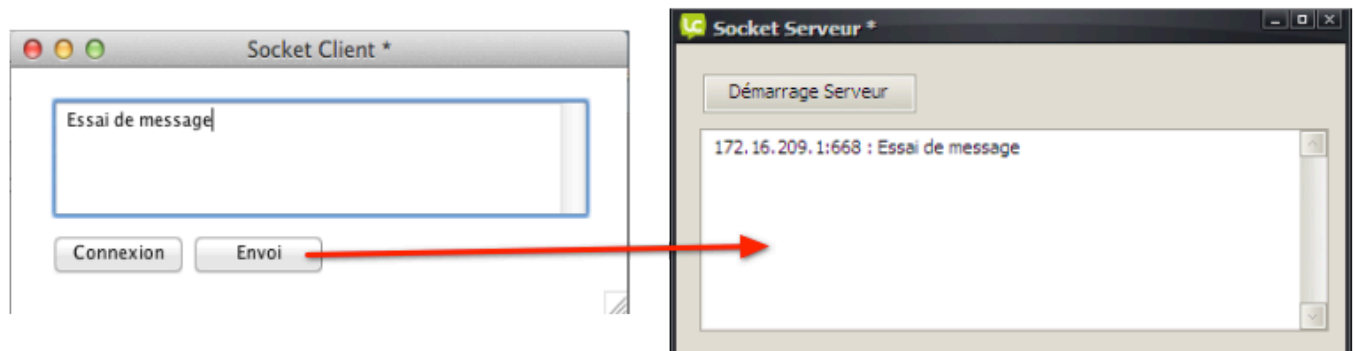 Socket Client *
Essai de message
Connexion
Envoi
LC Socket Serveur *
Démarrage Serveur
172.16.209.1:668 : Essai de message